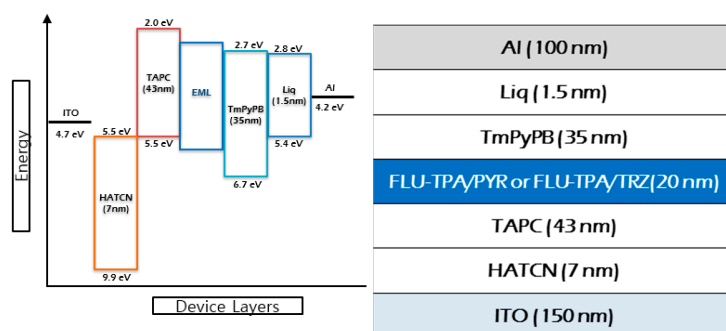 Energy
ITO
4.7 eV
5.5 eV
HATCN
(7nm)
9.9 eV
2.0 eV
TAPC
(43nm)
5.5 eV
EML
2.7 eV
TmPyPB
(35nm)
6.7 eV
2.8 eV
Liq
(1.5nm)
5.4 eV
Al
4.2 eV
Device Layers
Al (100 nm)
Liq (1.5 nm)
TmPyPB (35 nm)
FLU-TPA/PYR or FLU-TPA/TRZ(20 nm)
TAPC (43 nm)
HATCN (7 nm)
ITO (150 nm)